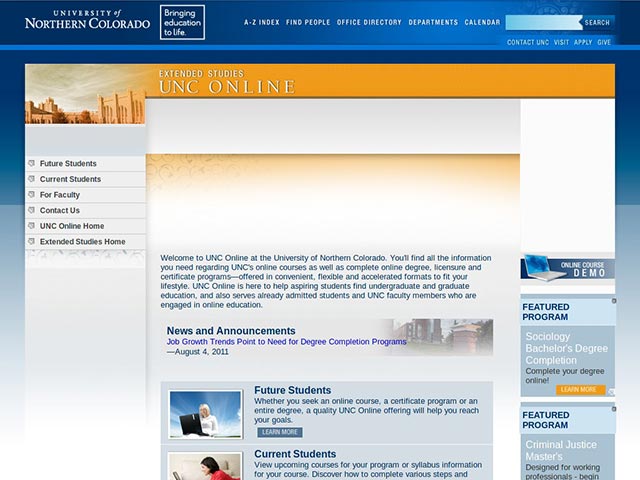 UNIVERSITY of
NORTHERN COLORADO
Bringing
education
to life.
A-Z INDEX FIND PEOPLE OFFICE DIRECTORY DEPARTMENTS CALENDAR SEARCH
CONTACT UNC VISIT APPLY GIVE
EXTENDED STUDIES
UNC ONLINE
Future Students
Current Students
For Faculty
Contact Us
UNC Online Home
Extended Studies Home
Welcome to UNC Online at the University of Northern Colorado. You'll find all the information
you need regarding UNC's online courses as well as complete online degree, licensure and
certificate programs—offered in convenient, flexible and accelerated formats to fit your
lifestyle. UNC Online is here to help aspiring students find undergraduate and graduate
education, and also serves already admitted students and UNC faculty members who are
engaged in online education.
News and Announcements
Job Growth Trends Point to Need for Degree Completion Programs
—August 4, 2011
Future Students
Whether you seek an online course, a certificate program or an
entire degree, a quality UNC Online offering will help you reach
your goals.
LEARN MORE
Current Students
View upcoming courses for your program or syllabus information
for your course. Discover how to complete various steps and
ONLINE COURSE
DEMO
FEATURED
PROGRAM
Sociology
Bachelor's Degree
Completion
Complete your degree
online!
LEARN MORE
FEATURED
PROGRAM
Criminal Justice
Master's
Designed for working
professionals - begin